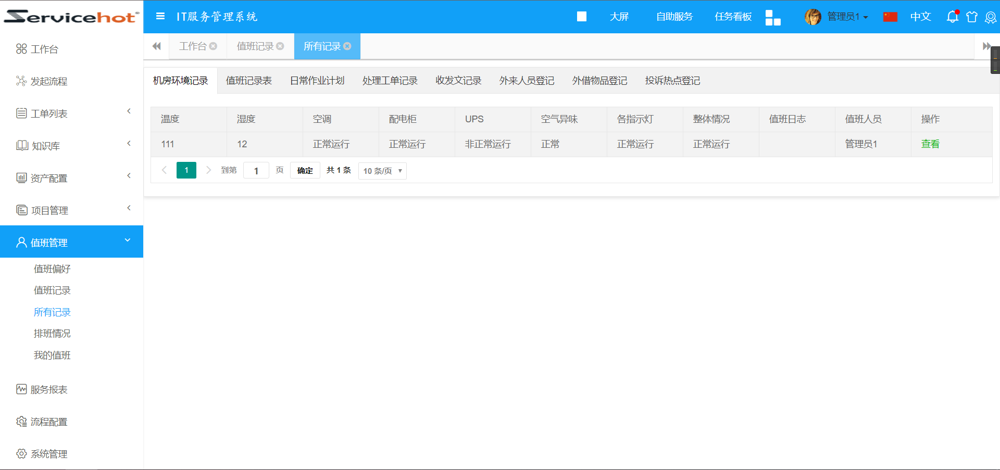 Servicehot
IT服务管理系统
大屏
自助服务
任务看板
管理员1
中文
工作台
值班记录
所有记录
工作台
发起流程
工单列表
知识库
资产配置
项目管理
值班管理
值班偏好
值班记录
所有记录
排班情况
我的值班
服务报表
流程配置
系统管理
机房环境记录 值班记录表 日常作业计划 处理工单记录 收发文记录 外来人员登记 外借物品登记 投诉热点登记
温度 湿度 空调 配电柜 UPS 空气异味 各指示灯 整体情况 值班日志 值班人员 操作
111 12 正常运行 正常运行 非正常运行 正常 正常运行 正常运行 管理员1 查看
1 到第 1 页 确定 共 1 条 10 条/页